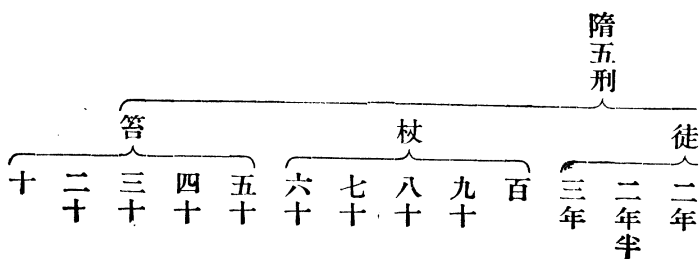 隋五刑
徒
二年
二年半
三年
杖
百
九十
八十
七十
六十
笞
五十
四十
三十
二十
十